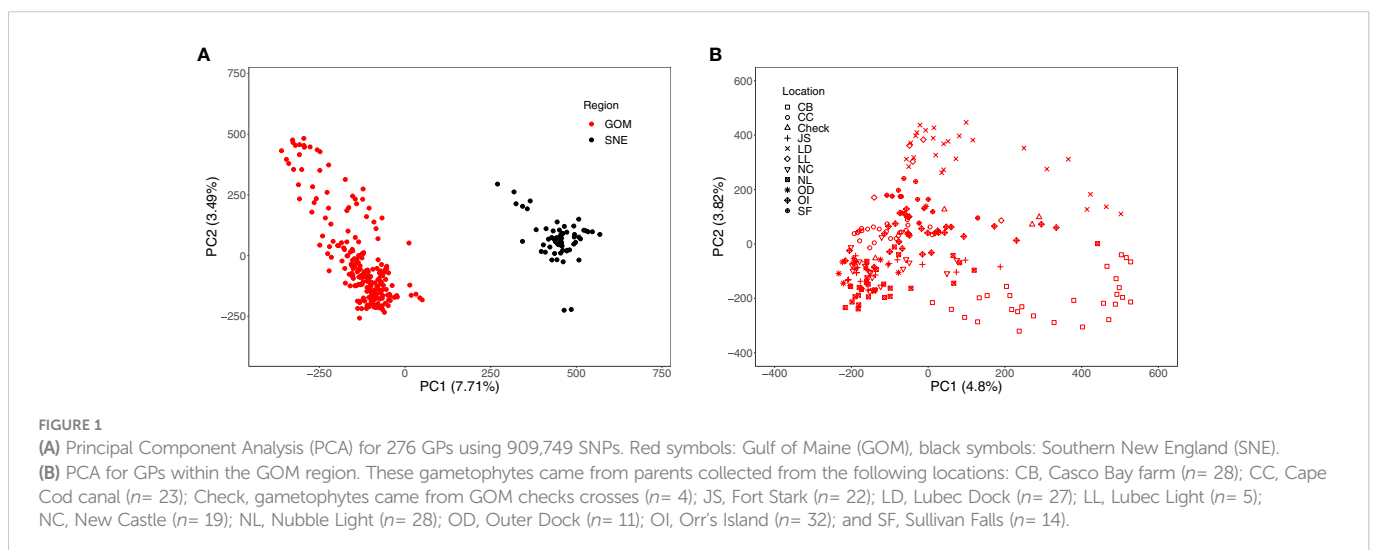 A
750
500
250
0
−250
PC2 (3.49%)
−250
0
250
500
750
PC1 (7.71%)
Region
GOM
SNE
B
600
400
200
0
−200
−400
PC2 (3.82%)
−400
−200
0
200
400
600
PC1 (4.8%)
Location
CB
CC
Check
JS
LD
LL
NC
NL
OD
OI
SF
FIGURE 1
(A) Principal Component Analysis (PCA) for 276 GPs using 909,749 SNPs. Red symbols: Gulf of Maine (GOM), black symbols: Southern New England (SNE).
(B) PCA for GPs within the GOM region. These gametophytes came from parents collected from the following locations: CB, Casco Bay farm (n= 28); CC, Cape
Cod canal (n= 23); Check, gametophytes came from GOM checks crosses (n= 4); JS, Fort Stark (n= 22); LD, Lubec Dock (n= 27); LL, Lubec Light (n= 5);
NC, New Castle (n= 19); NL, Nubble Light (n= 28); OD, Outer Dock (n= 11); OI, Orr's Island (n= 32); and SF, Sullivan Falls (n= 14).